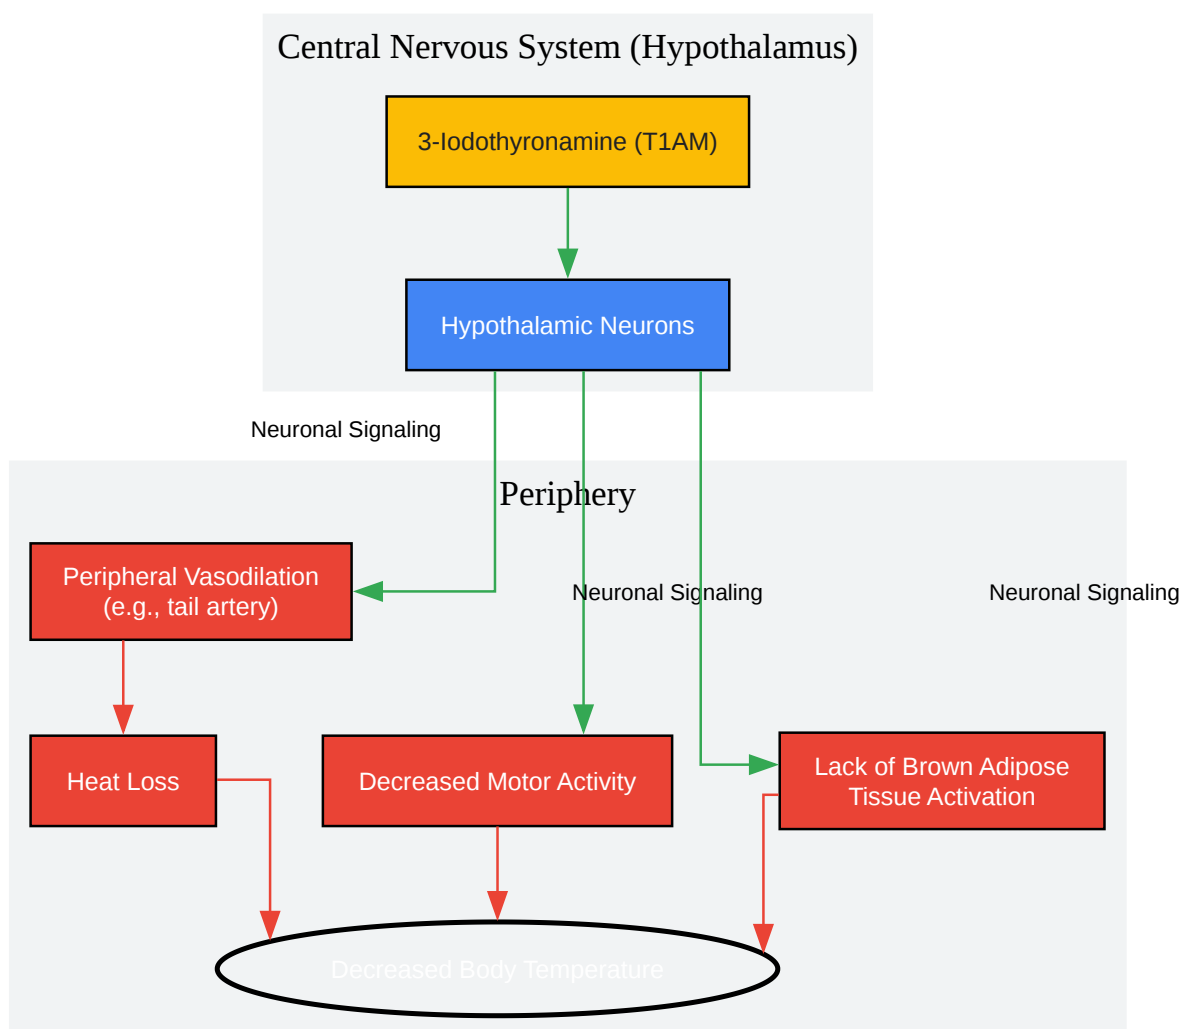 Central Nervous System (Hypothalamus)
3-Iodothyronamine (T1AM)
Hypothalamic Neurons
Neuronal Signaling
Periphery
Peripheral Vasodilation
(e.g., tail artery)
Neuronal Signaling
Neuronal Signaling
Heat Loss
Decreased Motor Activity
Lack of Brown Adipose
Tissue Activation
Decreased Body Temperature